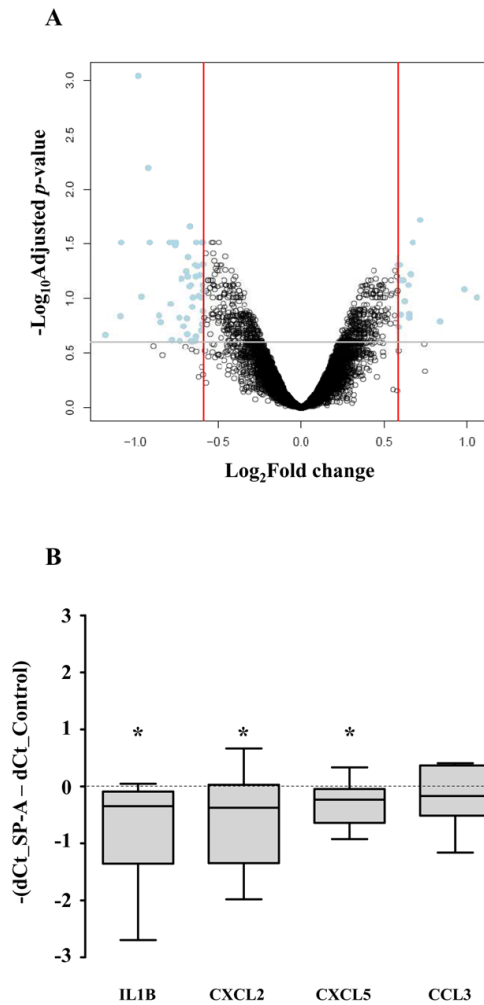 A
3.0
2.5
2.0
1.5
1.0
0.5
0.0
-Log10Adjusted p-value
−1.0 −0.5 0.0 0.5 1.0
Log2Fold change
B
-(dCt_SP-A – dCt_Control)
3
2
1
0
-1
-2
-3
* * *
IL1B CXCL2 CXCL5 CCL3